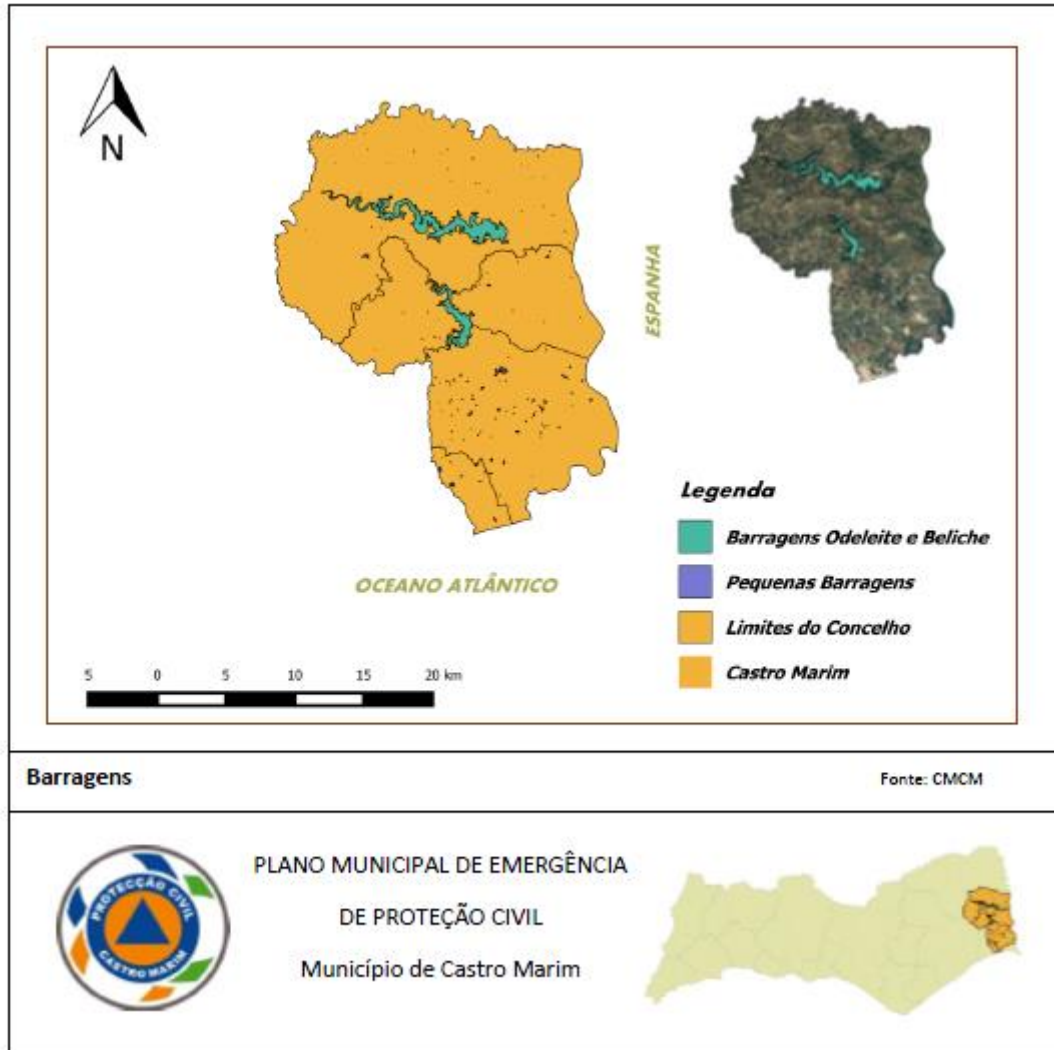 N
ESPANHA
OCEANO ATLÂNTICO
Legenda
Barragens Odeleite e Beliche
Pequenas Barragens
Limites do Concelho
Castro Marim
5 0 5 10 15 20 km
Barragens
Fonte: CMCM
PROTECÇÃO CIVIL
CASTRO MARIM
PLANO MUNICIPAL DE EMERGÊNCIA
DE PROTEÇÃO CIVIL
Município de Castro Marim